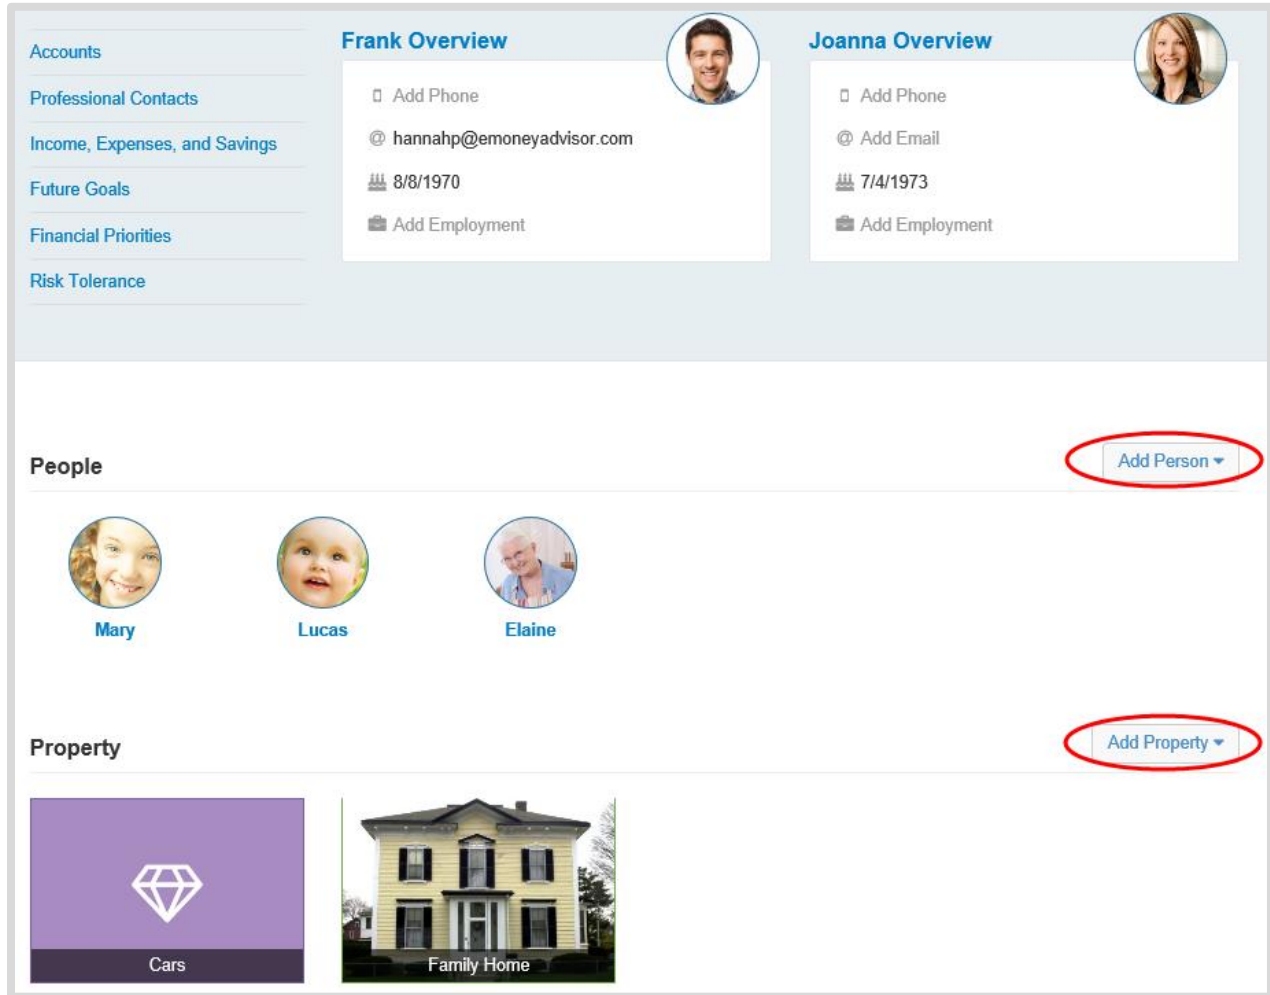 Accounts
Professional Contacts
Income, Expenses, and Savings
Future Goals
Financial Priorities
Risk Tolerance
Frank Overview
Add Phone
@ hannahp@emoneyadvisor.com
8/8/1970
Add Employment
Joanna Overview
Add Phone
@ Add Email
7/4/1973
Add Employment
People
Add Person
Mary
Lucas
Elaine
Property
Add Property
Cars
Family Home